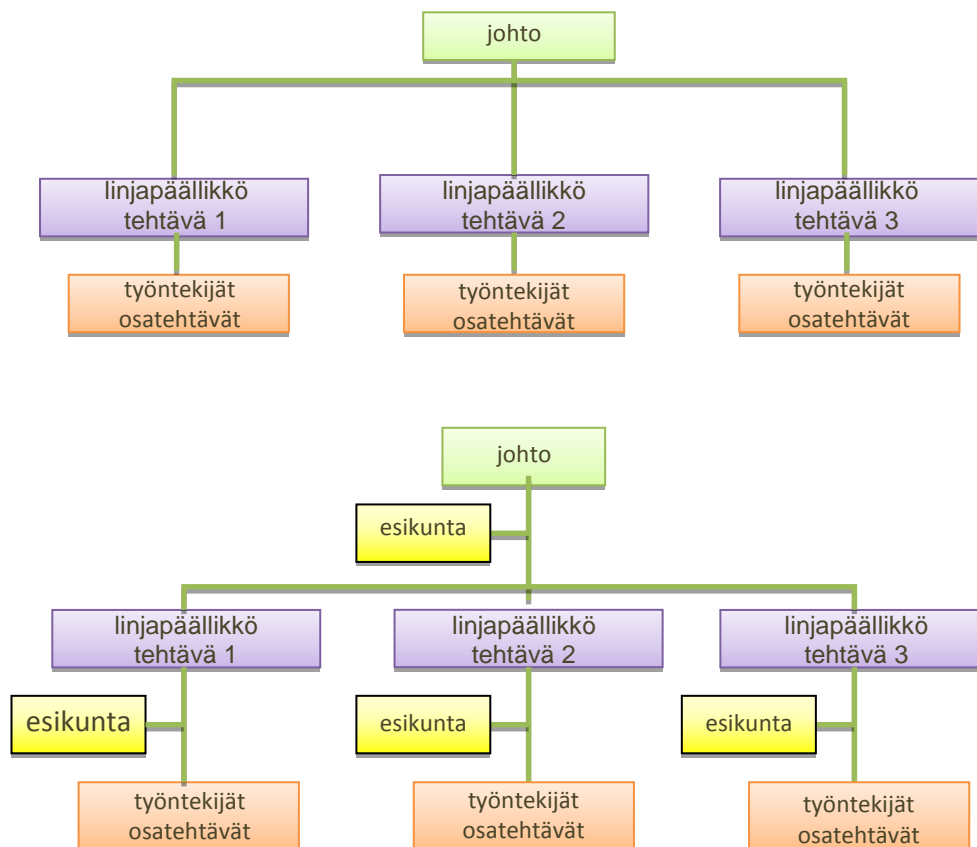 johto
linjapäällikkö
tehtävä 1
linjapäällikkö
tehtävä 2
linjapäällikkö
tehtävä 3
työntekijät
osatehtävät
työntekijät
osatehtävät
työntekijät
osatehtävät
johto
esikunta
linjapäällikkö
tehtävä 1
linjapäällikkö
tehtävä 2
linjapäällikkö
tehtävä 3
esikunta
esikunta
esikunta
työntekijät
osatehtävät
työntekijät
osatehtävät
työntekijät
osatehtävät